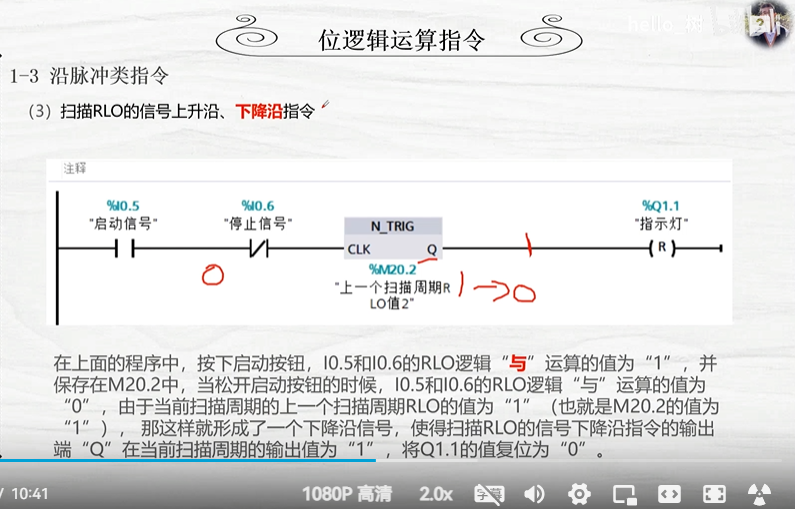 位逻辑运算指令
1-3 沿脉冲类指令
（3）扫描RLO的信号上升沿、下降沿指令
注释
%I0.5
"启动信号"
%I0.6
"停止信号"
N_TRIG
CLK
Q
%M20.2
"上一个扫描周期R
LO值2"
%Q1.1
"指示灯"
R
0
1
1→0
在上面的程序中，按下启动按钮，I0.5和I0.6的RLO逻辑“与”运算的值为“1”，并
保存在M20.2中，当松开启动按钮的时候，I0.5和I0.6的RLO逻辑“与”运算的值为
“0”，由于当前扫描周期的上一个扫描周期RLO的值为“1”（也就是M20.2的值为
“1”），那这样就形成了一个下降沿信号，使得扫描RLO的信号下降沿指令的输出
端“Q”在当前扫描周期的输出值为“1”，将Q1.1的值复位为“0”。
/ 10:41
1080P 高清
2.0x
字幕